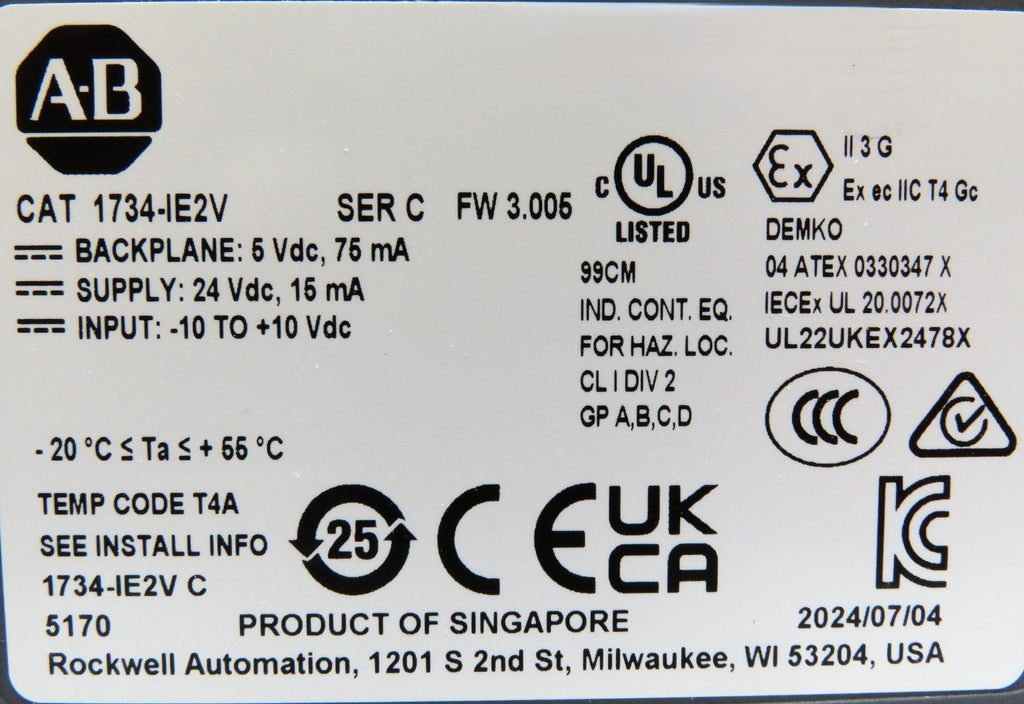 A-B
CAT 1734-IE2V SER C FW 3.005
BACKPLANE: 5 Vdc, 75 mA
SUPPLY: 24 Vdc, 15 mA
INPUT: -10 TO +10 Vdc
C UL US
LISTED
99CM
IND. CONT. EQ.
FOR HAZ. LOC.
CL I DIV 2
GP A,B,C,D
Ex II 3 G
Ex ec IIC T4 Gc
DEMKO
04 ATEX 0330347 X
IECEx UL 20.0072X
UL22UKEX2478X
CCC
- 20 °C ≤ Ta ≤ + 55 °C
TEMP CODE T4A
SEE INSTALL INFO
1734-IE2V C
5170
25
CE
UK
CA
KC
PRODUCT OF SINGAPORE
2024/07/04
Rockwell Automation, 1201 S 2nd St, Milwaukee, WI 53204, USA